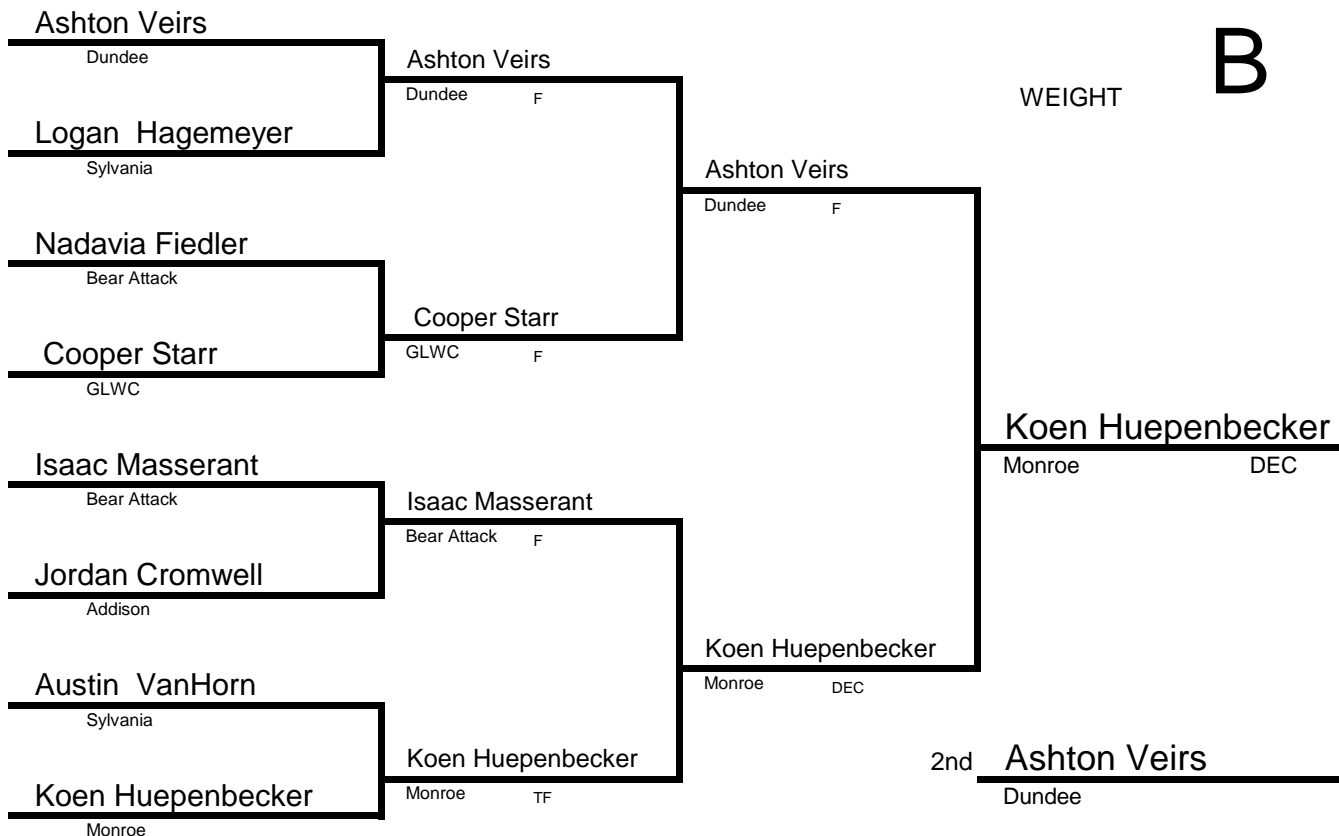 Ashton Veirs
Dundee
Logan Hagemeyer
Sylvania
Nadavia Fiedler
Bear Attack
Cooper Starr
GLWC
Isaac Masserant
Bear Attack
Jordan Cromwell
Addison
Austin VanHorn
Sylvania
Koen Huepenbecker
Monroe
Ashton Veirs
Dundee F
Cooper Starr
GLWC F
Isaac Masserant
Bear Attack F
Koen Huepenbecker
Monroe TF
Ashton Veirs
Dundee F
Koen Huepenbecker
Monroe DEC
WEIGHT B
Koen Huepenbecker
Monroe DEC
2nd Ashton Veirs
Dundee